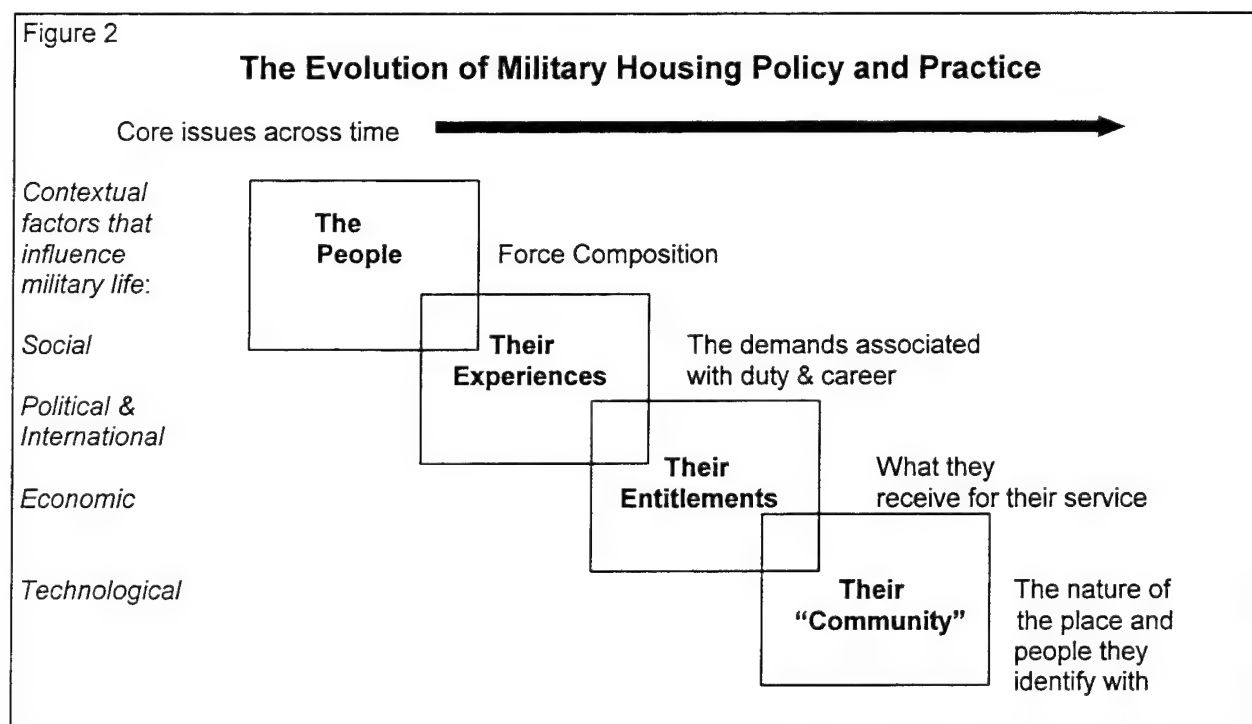 Figure 2
The Evolution of Military Housing Policy and Practice
Core issues across time
Contextual
factors that
influence
military life:
Social
Political &
International
Economic
Technological
The
People
Force Composition
Their
Experiences
The demands associated
with duty & career
Their
Entitlements
What they
receive for their service
Their
“Community”
The nature of
the place and
people they
identify with